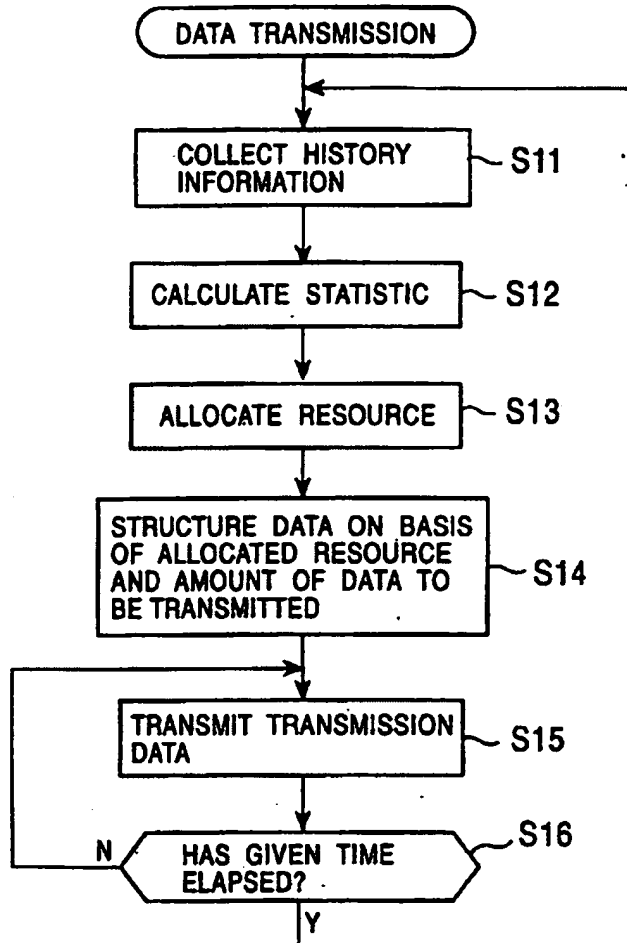 DATA TRANSMISSION
COLLECT HISTORY
INFORMATION
S11
CALCULATE STATISTIC
S12
ALLOCATE RESOURCE
S13
STRUCTURE DATA ON BASIS
OF ALLOCATED RESOURCE
AND AMOUNT OF DATA TO
BE TRANSMITTED
S14
TRANSMIT TRANSMISSION
DATA
S15
HAS GIVEN TIME
ELAPSED?
S16
N
Y